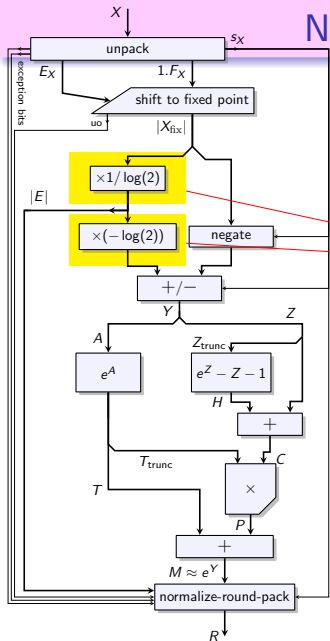 X
N
s_X
unpack
E_X
1.F_X
exception bits
shift to fixed point
ou
|X_fix|
×1/ log(2)
|E|
×(− log(2))
negate
+/−
Y
Z
A
Z_trunc
e^A
e^Z − Z − 1
H
+
C
T_trunc
×
T
P
+
M ≈ e^Y
normalize-round-pack
R